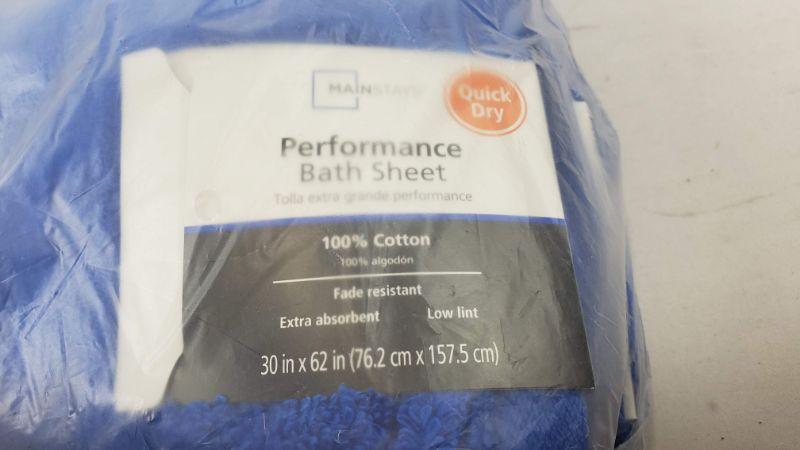 MAINSTAYS
Quick
Dry
Performance
Bath Sheet
Tolla extra grande performance
100% Cotton
100% algodón
Fade resistant
Extra absorbent
Low lint
30 in x 62 in (76.2 cm x 157.5 cm)